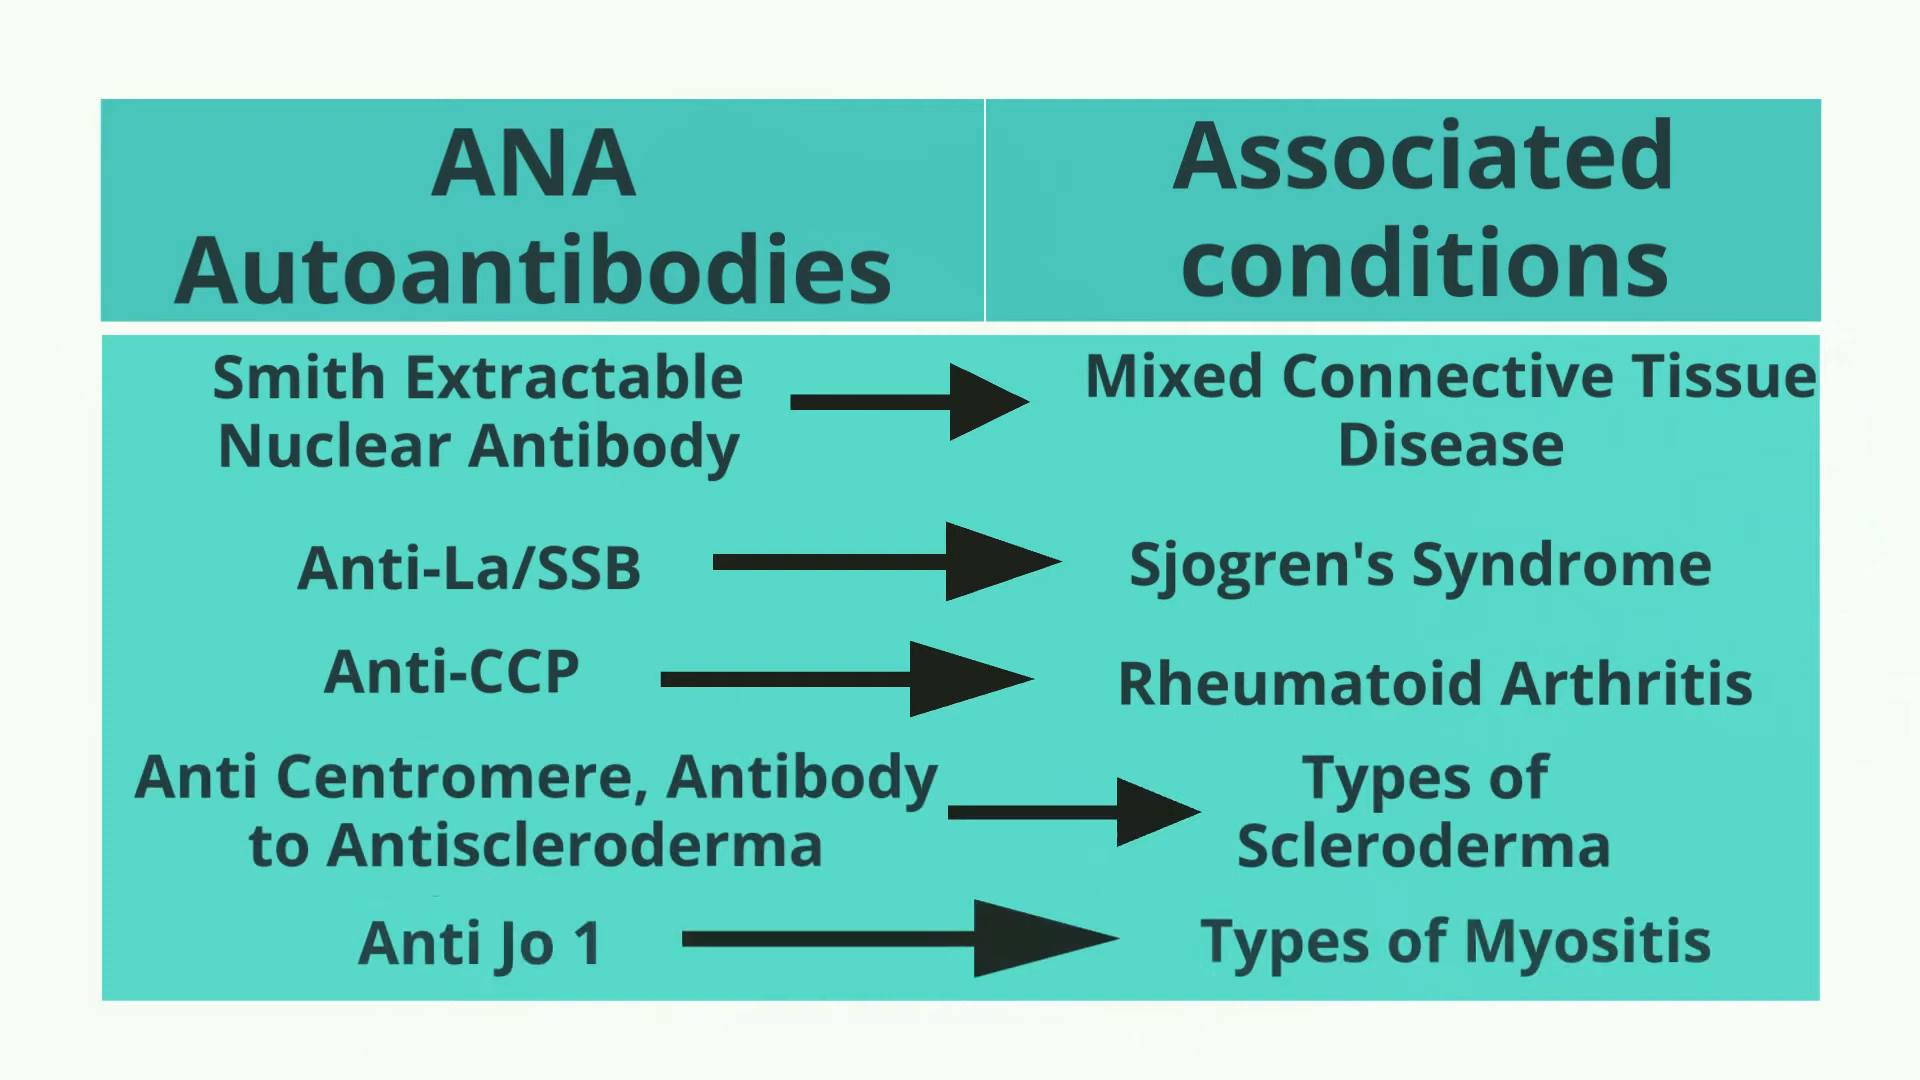 ANA
Autoantibodies
Associated
conditions
Smith Extractable
Nuclear Antibody
Mixed Connective Tissue
Disease
Anti-La/SSB
Sjogren's Syndrome
Anti-CCP
Rheumatoid Arthritis
Anti Centromere, Antibody
to Antiscleroderma
Types of
Scleroderma
Anti Jo 1
Types of Myositis